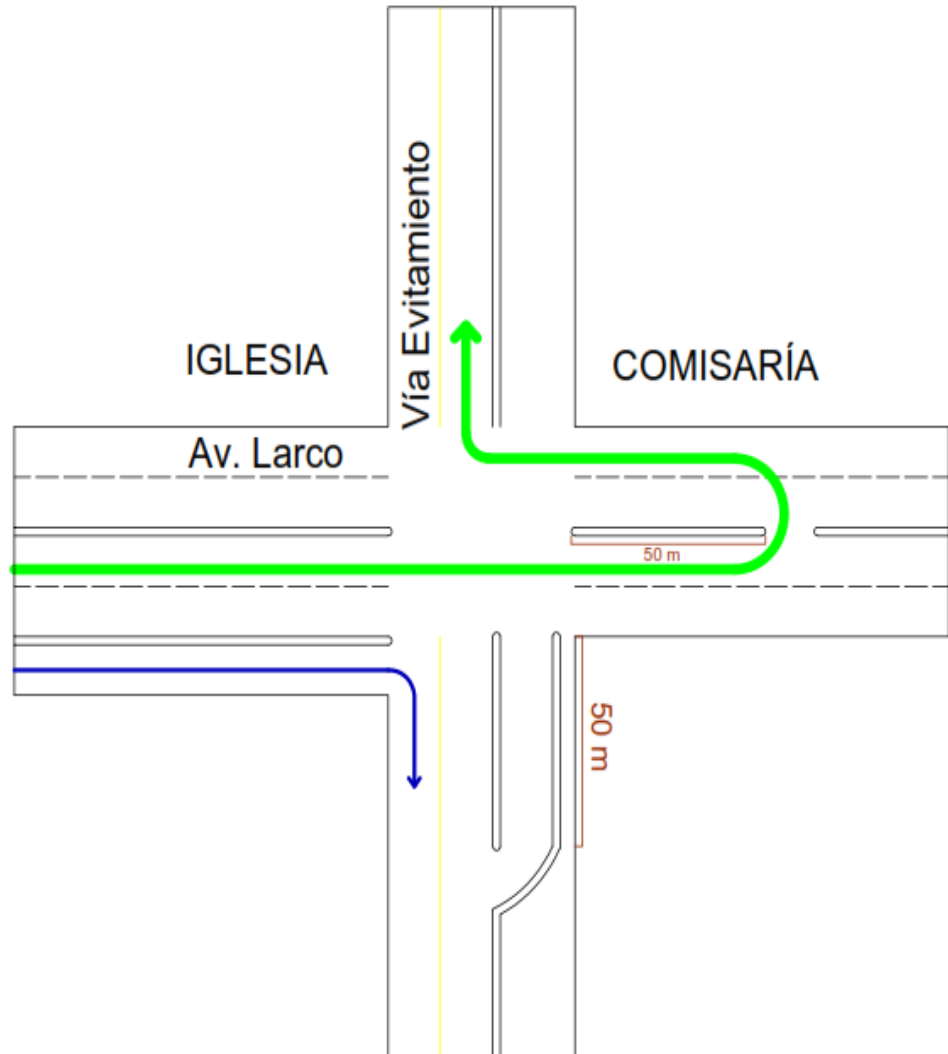 Vía Evitamiento
IGLESIA
COMISARÍA
Av. Larco
50 m
50 m